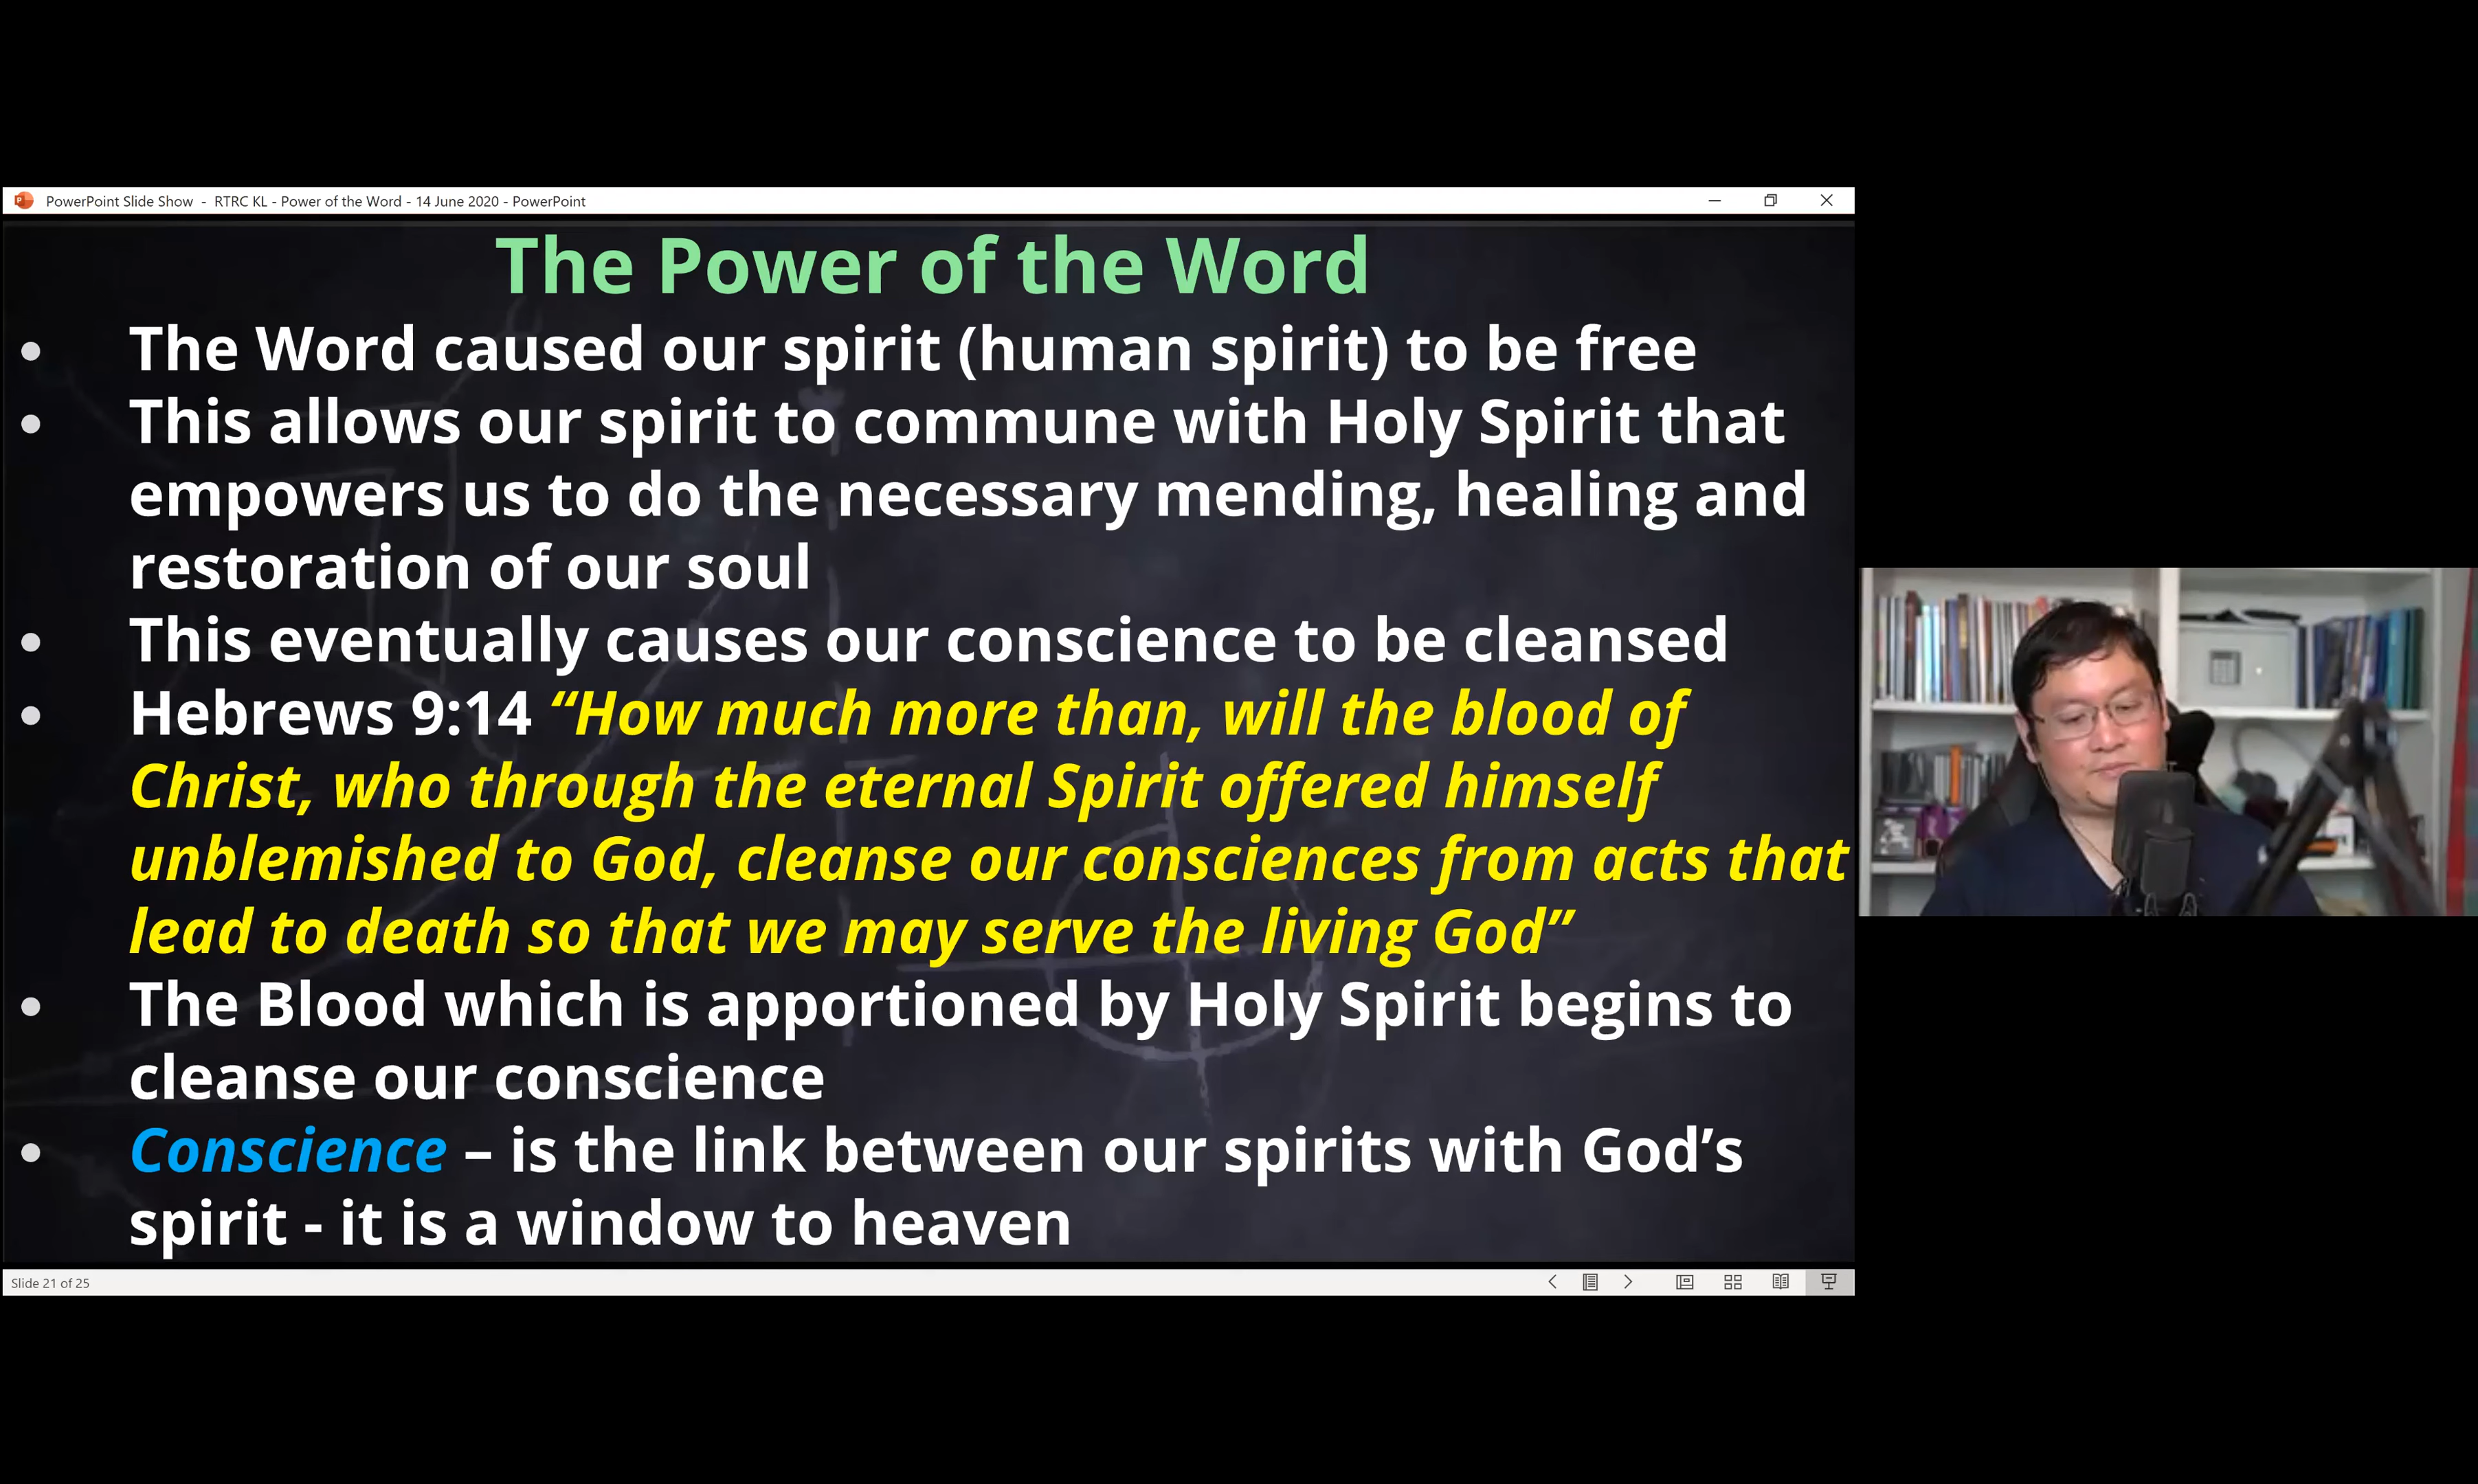 PowerPoint Slide Show - RTRC KL - Power of the Word - 14 June 2020 - PowerPoint
The Power of the Word
• The Word caused our spirit (human spirit) to be free
• This allows our spirit to commune with Holy Spirit that
empowers us to do the necessary mending, healing and
restoration of our soul
• This eventually causes our conscience to be cleansed
• Hebrews 9:14 “How much more than, will the blood of
Christ, who through the eternal Spirit offered himself
unblemished to God, cleanse our consciences from acts that
lead to death so that we may serve the living God”
• The Blood which is apportioned by Holy Spirit begins to
cleanse our conscience
• Conscience – is the link between our spirits with God’s
spirit - it is a window to heaven
Slide 21 of 25